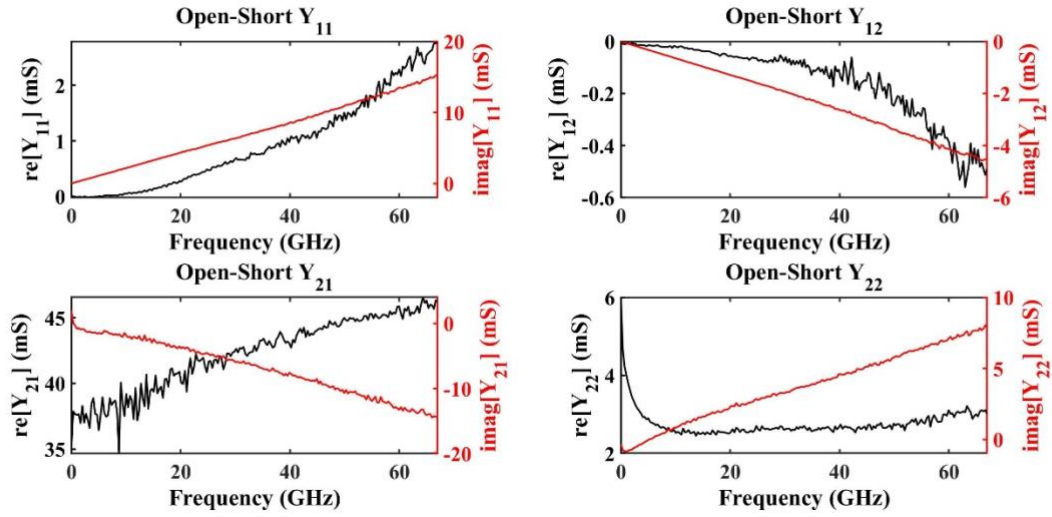 Open-Short Y11
Open-Short Y12
re[Y11] (mS)
2
1
0
20
10
0
imag[Y11] (mS)
0 20 40 60
Frequency (GHz)
re[Y12] (mS)
0
-0.2
-0.4
-0.6
0
-2
-4
-6
imag[Y12] (mS)
0 20 40 60
Frequency (GHz)
Open-Short Y21
Open-Short Y22
re[Y21] (mS)
45
40
35
0
-10
-20
imag[Y21] (mS)
0 20 40 60
Frequency (GHz)
re[Y22] (mS)
6
4
2
10
5
0
imag[Y22] (mS)
0 20 40 60
Frequency (GHz)